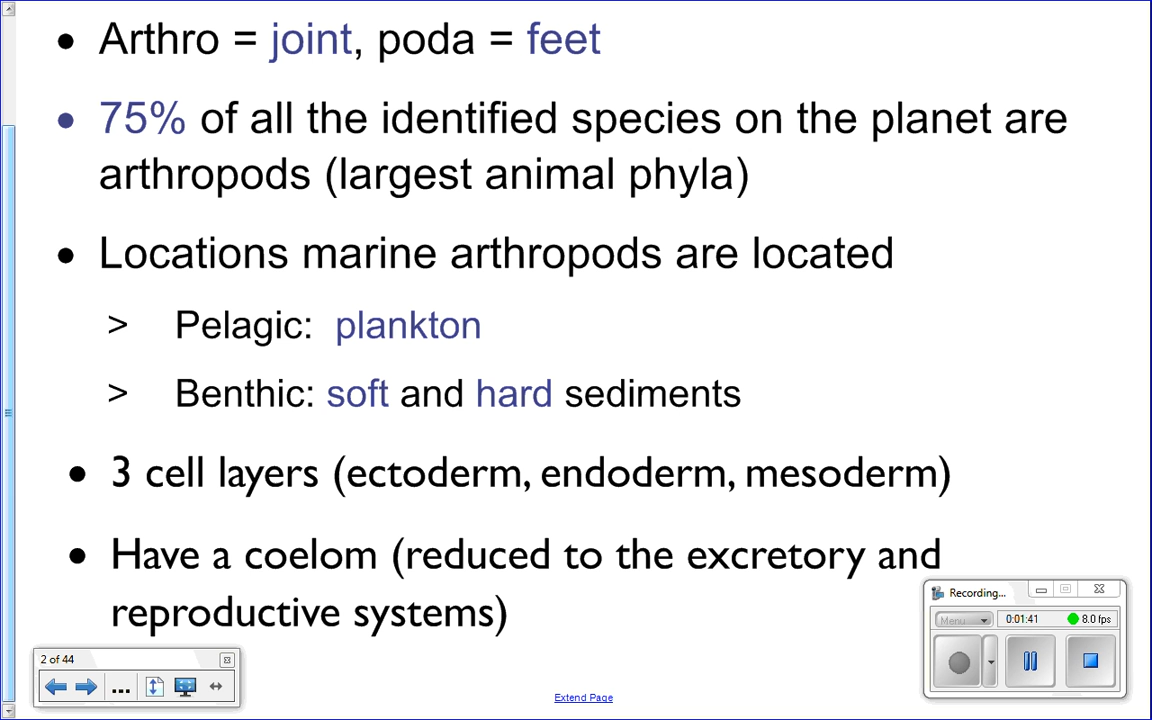 • Arthro = joint, poda = feet
• 75% of all the identified species on the planet are
arthropods (largest animal phyla)
• Locations marine arthropods are located
> Pelagic: plankton
> Benthic: soft and hard sediments
• 3 cell layers (ectoderm, endoderm, mesoderm)
• Have a coelom (reduced to the excretory and
reproductive systems)
Recording...
Menu 0:01:41 8.0 fps
2 of 44
...
Extend Page